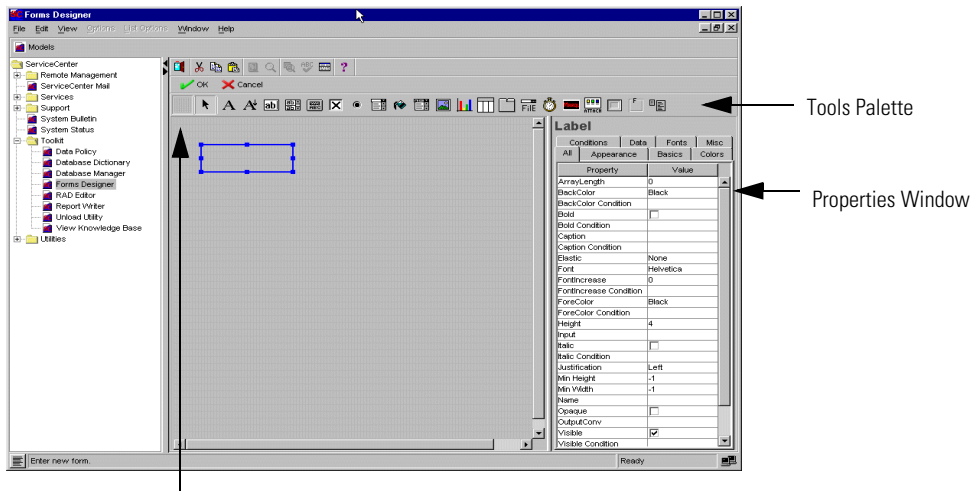 Forms Designer
File Edit View Options List Options Window Help
Models
ServiceCenter
Remote Management
ServiceCenter Mail
Services
Support
System Bulletin
System Status
Toolkit
Data Policy
Database Dictionary
Database Manager
Forms Designer
RAD Editor
Report Writer
Unload Utility
View Knowledge Base
Utilities
OK Cancel
Tools Palette
Label
Conditions Data Fonts Misc
All Appearance Basics Colors
Property Value
ArrayLength 0
BackColor Black
BackColor Condition
Bold
Bold Condition
Caption
Caption Condition
Elastic None
Font Helvetica
FontIncrease 0
FontIncrease Condition
ForeColor Black
ForeColor Condition
Height 4
Input
Italic
Italic Condition
Justification Left
Min Height -1
Min Width -1
Name
Opaque
OutputConv
Visible
Visible Condition
Properties Window
Enter new form.
Ready